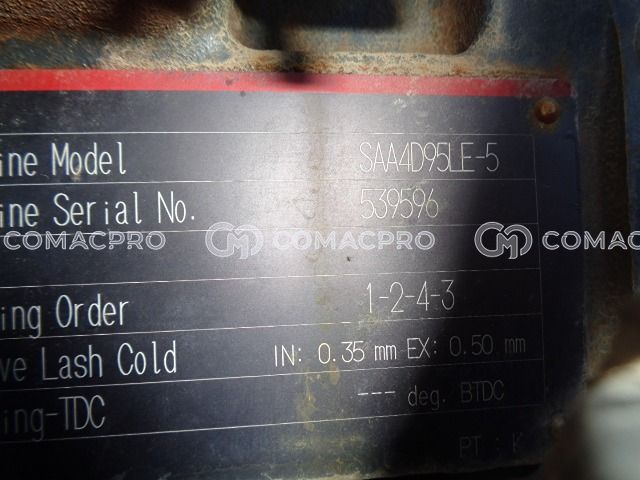 ine Model SAA4D95LE-5
ine Serial No. 539596
COMACPRO COMACPRO COMACPRO
ing Order 1-2-4-3
ve Lash Cold IN: 0.35 mm EX: 0.50 mm
ing-TDC --- deg. BTDC
PT : K